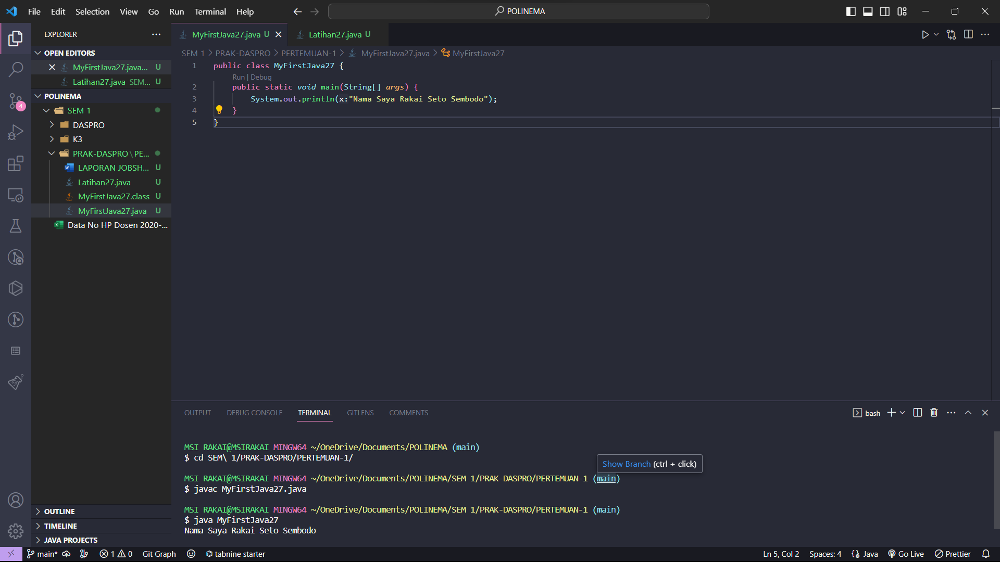 File Edit Selection View Go Run Terminal Help
POLINEMA
EXPLORER
MyFirstJava27.java U
Latihan27.java U
OPEN EDITORS
MyFirstJava27.java... U
Latihan27.java SEM... U
POLINEMA
SEM 1
DASPRO
K3
PRAK-DASPRO\PE...
LAPORAN JOBSH... U
Latihan27.java U
MyFirstJava27.class U
MyFirstJava27.java U
Data No HP Dosen 2020-...
OUTLINE
TIMELINE
JAVA PROJECTS
4
SEM 1 > PRAK-DASPRO > PERTEMUAN-1 > MyFirstJava27.java > MyFirstJava27
1 public class MyFirstJava27 {
Run | Debug
2 public static void main(String[] args) {
3 System.out.println(x:"Nama Saya Rakai Seto Sembodo");
4 }
5 }
OUTPUT DEBUG CONSOLE TERMINAL GITLENS COMMENTS
bash
MSI RAKAI@MSIRAKAI MINGW64 ~/OneDrive/Documents/POLINEMA (main)
$ cd SEM\ 1/PRAK-DASPRO/PERTEMUAN-1/
Show Branch (ctrl + click)
MSI RAKAI@MSIRAKAI MINGW64 ~/OneDrive/Documents/POLINEMA/SEM 1/PRAK-DASPRO/PERTEMUAN-1 (main)
$ javac MyFirstJava27.java
MSI RAKAI@MSIRAKAI MINGW64 ~/OneDrive/Documents/POLINEMA/SEM 1/PRAK-DASPRO/PERTEMUAN-1 (main)
$ java MyFirstJava27
Nama Saya Rakai Seto Sembodo
main* 1 0 Git Graph tabnine starter Ln 5, Col 2 Spaces: 4 {} Java Go Live Prettier